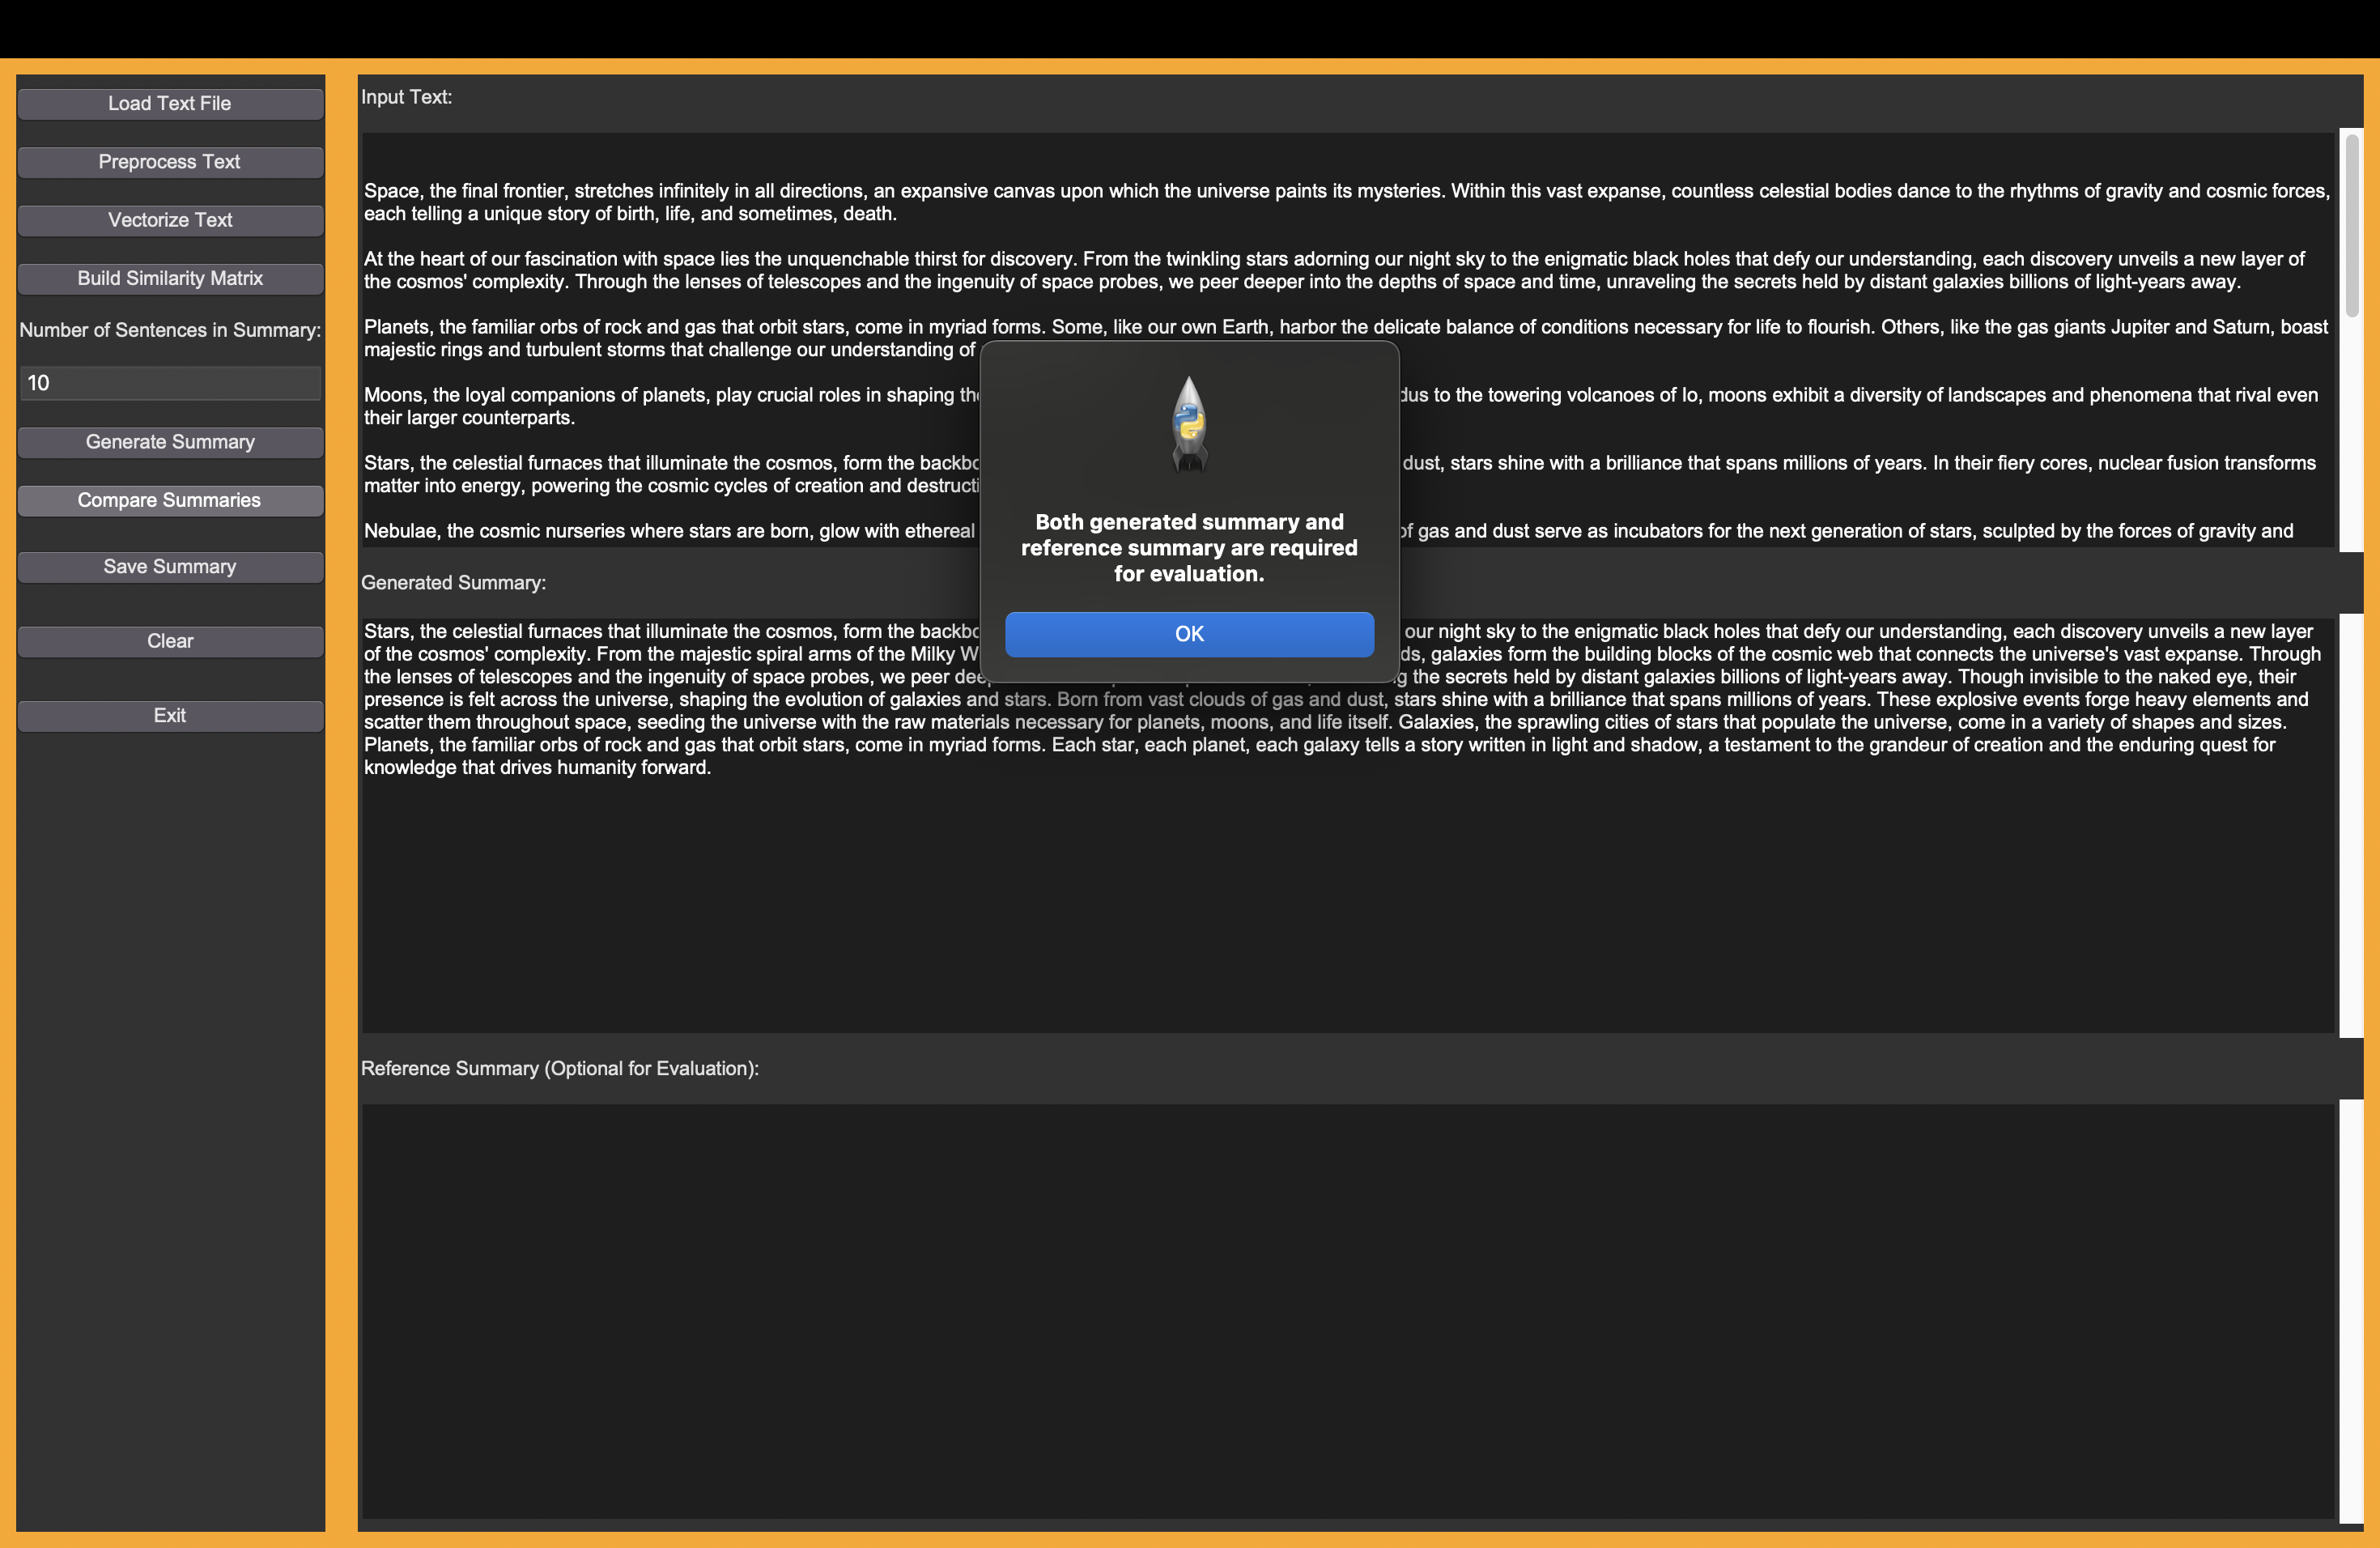 Load Text File
Preprocess Text
Vectorize Text
Build Similarity Matrix
Number of Sentences in Summary:
10
Generate Summary
Compare Summaries
Save Summary
Clear
Exit
Input Text:
Space, the final frontier, stretches infinitely in all directions, an expansive canvas upon which the universe paints its mysteries. Within this vast expanse, countless celestial bodies dance to the rhythms of gravity and cosmic forces,
each telling a unique story of birth, life, and sometimes, death.
At the heart of our fascination with space lies the unquenchable thirst for discovery. From the twinkling stars adorning our night sky to the enigmatic black holes that defy our understanding, each discovery unveils a new layer of
the cosmos' complexity. Through the lenses of telescopes and the ingenuity of space probes, we peer deeper into the depths of space and time, unraveling the secrets held by distant galaxies billions of light-years away.
Planets, the familiar orbs of rock and gas that orbit stars, come in myriad forms. Some, like our own Earth, harbor the delicate balance of conditions necessary for life to flourish. Others, like the gas giants Jupiter and Saturn, boast
majestic rings and turbulent storms that challenge our understanding of
Moons, the loyal companions of planets, play crucial roles in shaping to the towering volcanoes of Io, moons exhibit a diversity of landscapes and phenomena that rival even
their larger counterparts.
Stars, the celestial furnaces that illuminate the cosmos, form the dust, stars shine with a brilliance that spans millions of years. In their fiery cores, nuclear fusion transforms
matter into energy, powering the cosmic cycles of creation and
Nebulae, the cosmic nurseries where stars are born, glow with ethereal of gas and dust serve as incubators for the next generation of stars, sculpted by the forces of gravity and
Both generated summary and
reference summary are required
for evaluation.
OK
Generated Summary:
Stars, the celestial furnaces that illuminate the cosmos, form the our night sky to the enigmatic black holes that defy our understanding, each discovery unveils a new layer
of the cosmos' complexity. From the majestic spiral arms of the Milky galaxies form the building blocks of the cosmic web that connects the universe's vast expanse. Through
the lenses of telescopes and the ingenuity of space probes, we peer the secrets held by distant galaxies billions of light-years away. Though invisible to the naked eye, their
presence is felt across the universe, shaping the evolution of galaxies and stars. Born from vast clouds of gas and dust, stars shine with a brilliance that spans millions of years. These explosive events forge heavy elements and
scatter them throughout space, seeding the universe with the raw materials necessary for planets, moons, and life itself. Galaxies, the sprawling cities of stars that populate the universe, come in a variety of shapes and sizes.
Planets, the familiar orbs of rock and gas that orbit stars, come in myriad forms. Each star, each planet, each galaxy tells a story written in light and shadow, a testament to the grandeur of creation and the enduring quest for
knowledge that drives humanity forward.
Reference Summary (Optional for Evaluation):